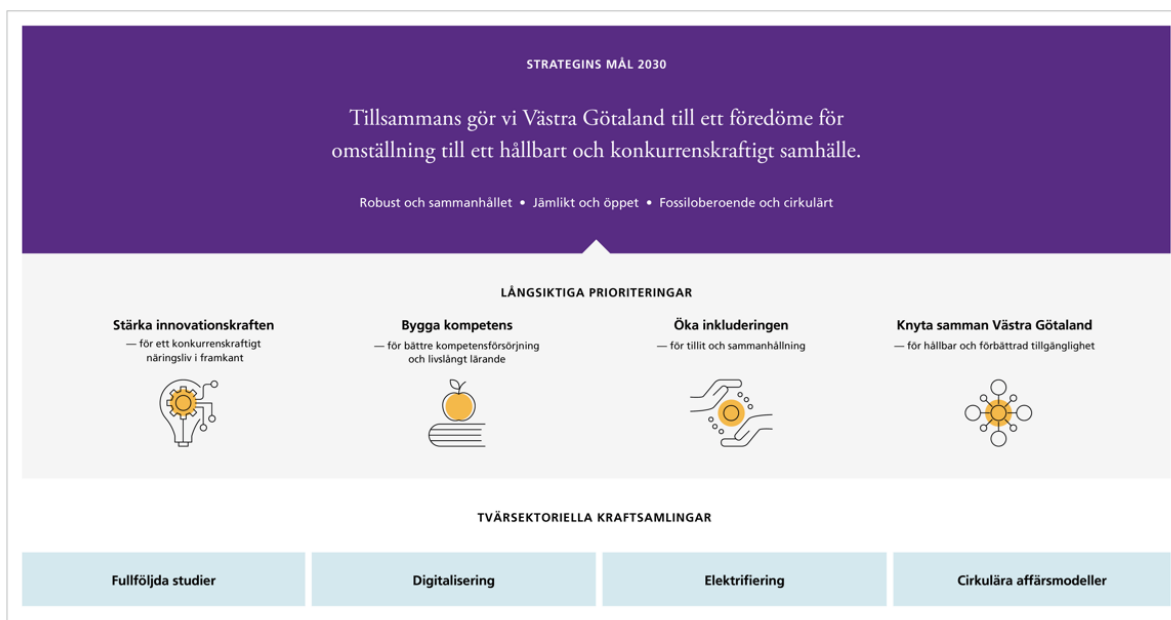 STRATEGINS MÅL 2030
Tillsammans gör vi Västra Götaland till ett föredöme för
omställning till ett hållbart och konkurrenskraftigt samhälle.
Robust och sammanhållet • Jämlikt och öppet • Fossiloberoende och cirkulärt
LÅNGSIKTIGA PRIORITERINGAR
Stärka innovationskraften
— för ett konkurrenskraftigt
näringsliv i framkant
Bygga kompetens
— för bättre kompetensförsörjning
och livslångt lärande
Öka inkluderingen
— för tillit och sammanhållning
Knyta samman Västra Götaland
— för hållbar och förbättrad tillgänglighet
TVÄRSEKTORIELLA KRAFTSAMLINGAR
Fullföljda studier
Digitalisering
Elektrifiering
Cirkulära affärsmodeller